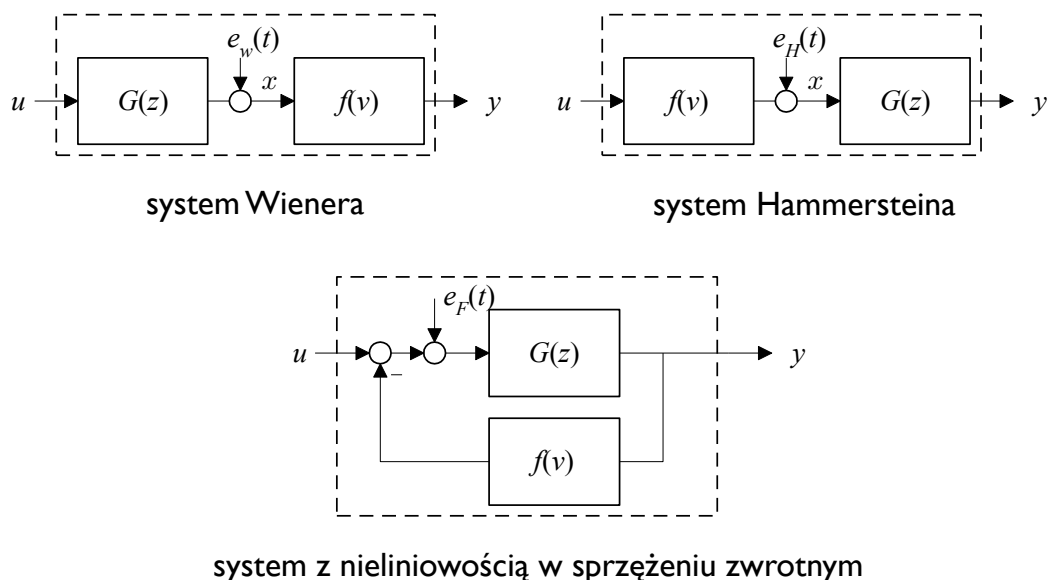 e_w(t) e_H(t)
u G(z) x f(v) y u f(v) x G(z) y
system Wienera system Hammersteina
e_F(t)
u G(z) y
–
f(v)
system z nieliniowością w sprzężeniu zwrotnym